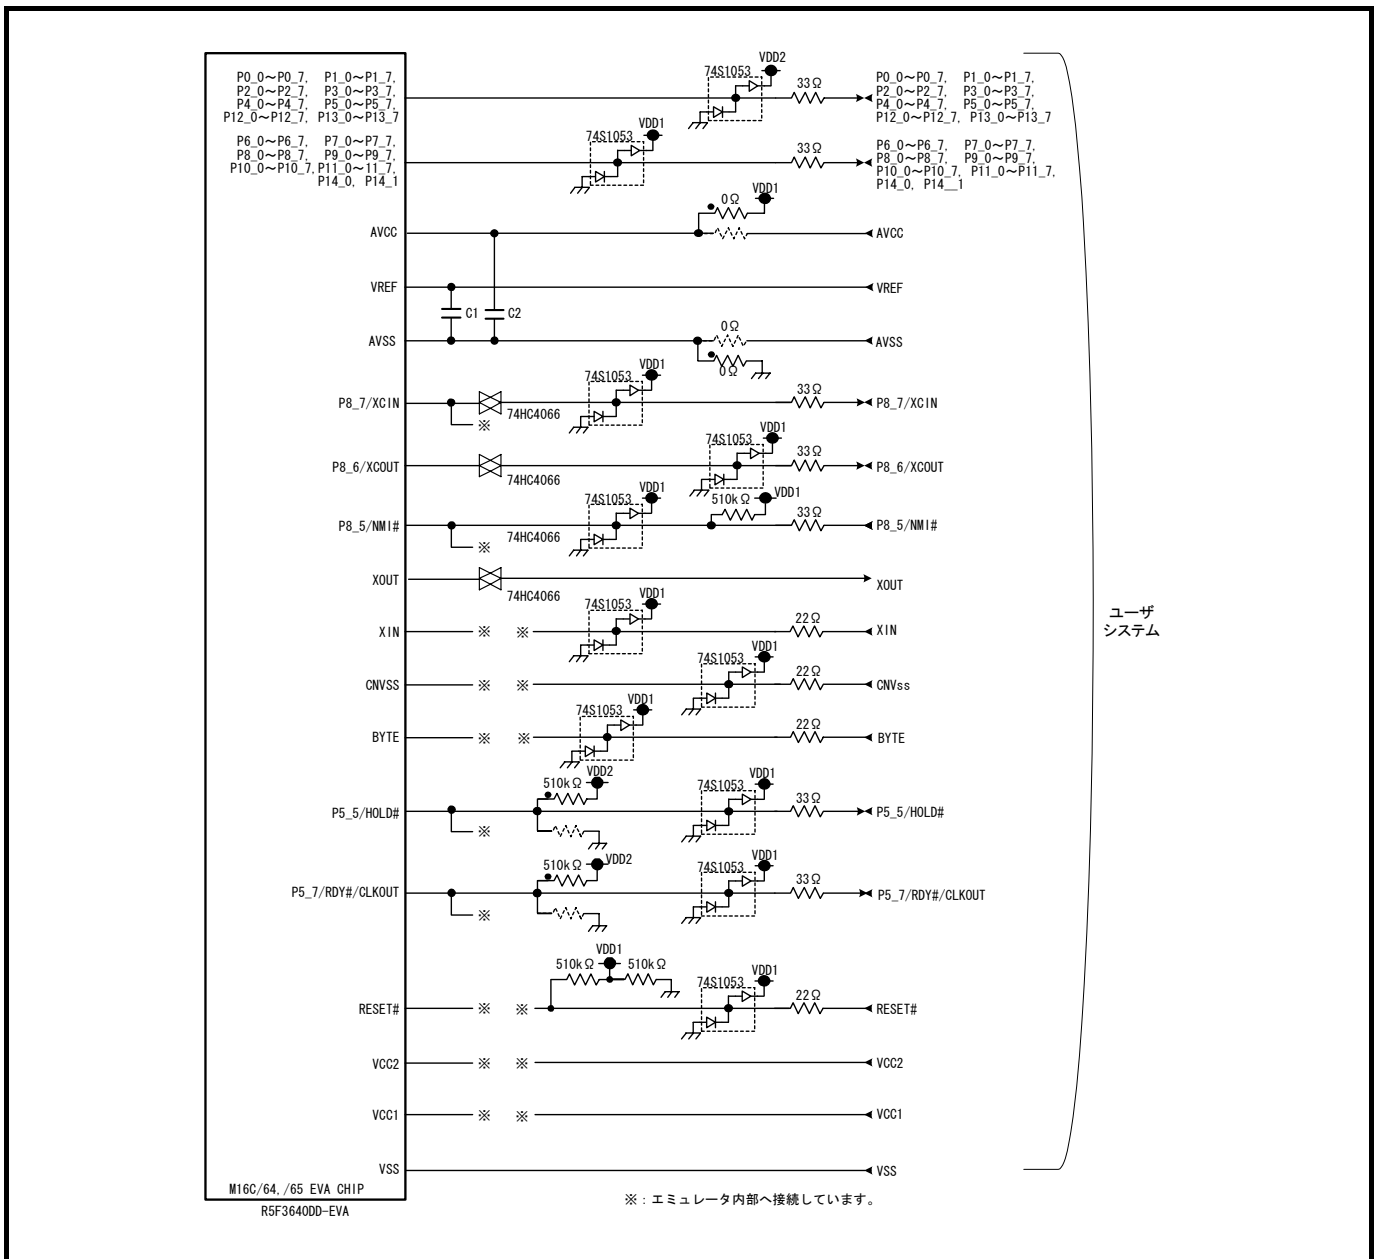 P0_0～P0_7, P1_0～P1_7,
P2_0～P2_7, P3_0～P3_7,
P4_0～P4_7, P5_0～P5_7,
P12_0～P12_7, P13_0～P13_7
74S1053
VDD2
33Ω
P0_0～P0_7, P1_0～P1_7,
P2_0～P2_7, P3_0～P3_7,
P4_0～P4_7, P5_0～P5_7,
P12_0～P12_7, P13_0～P13_7
P6_0～P6_7, P7_0～P7_7,
P8_0～P8_7, P9_0～P9_7,
P10_0～P10_7, P11_0～11_7,
P14_0, P14_1
74S1053
VDD1
33Ω
P6_0～P6_7, P7_0～P7_7,
P8_0～P8_7, P9_0～P9_7,
P10_0～P10_7, P11_0～P11_7,
P14_0, P14__1
AVCC
0Ω
VDD1
AVCC
VREF
VREF
C1
C2
AVSS
0Ω
0Ω
AVSS
P8_7/XCIN
※
74HC4066
74S1053
VDD1
33Ω
P8_7/XCIN
P8_6/XCOUT
74HC4066
74S1053
VDD1
33Ω
P8_6/XCOUT
P8_5/NMI#
※
74HC4066
74S1053
VDD1
510kΩ
VDD1
33Ω
P8_5/NMI#
XOUT
74HC4066
XOUT
XIN
※ ※
74S1053
VDD1
22Ω
XIN
CNVSS
※ ※
74S1053
VDD1
22Ω
CNVss
BYTE
※ ※
74S1053
VDD1
22Ω
BYTE
P5_5/HOLD#
※
510kΩ
VDD2
74S1053
VDD1
33Ω
P5_5/HOLD#
P5_7/RDY#/CLKOUT
※
510kΩ
VDD2
74S1053
VDD1
33Ω
P5_7/RDY#/CLKOUT
RESET#
※ ※
510kΩ
VDD1
510kΩ
74S1053
VDD1
22Ω
RESET#
VCC2
※ ※
VCC2
VCC1
※ ※
VCC1
VSS
VSS
ユーザ
システム
M16C/64,/65 EVA CHIP
R5F3640DD-EVA
※：エミュレータ内部へ接続しています。